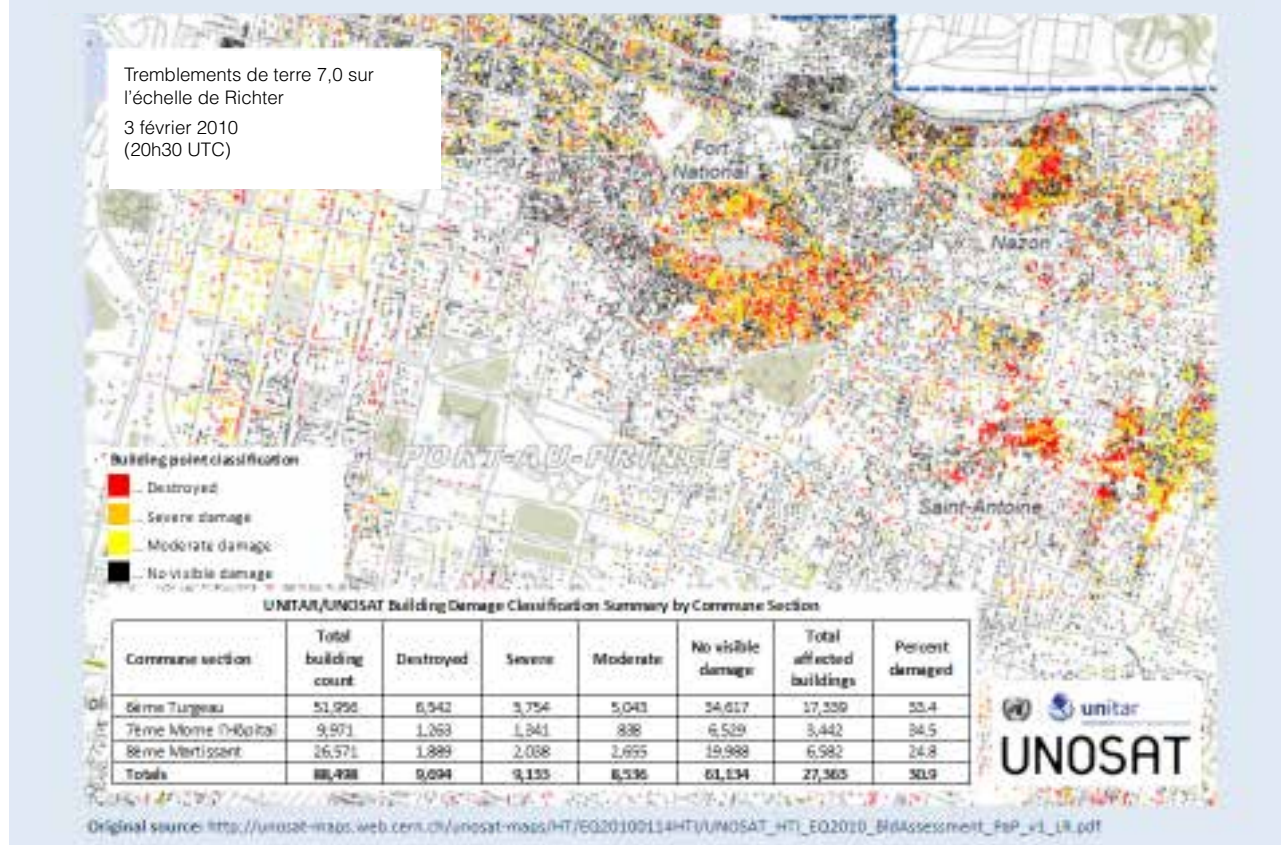 Tremblements de terre 7,0 sur
l'échelle de Richter
3 février 2010
(20h30 UTC)
Fort
National
Nazon
PORT-AU-PRINCE
Saint-Antoine
Building point classification
... Destroyed
... Severe damage
... Moderate damage
... No visible damage
UNITAR/UNOSAT Building Damage Classification Summary by Commune Section
Commune section Total building count Destroyed Severe Moderate No visible damage Total affected buildings Percent damaged
6ème Turgeau 51,956 6,542 5,754 5,043 34,617 17,339 33.4
7ème Morne l'Hôpital 9,971 1,263 1,341 838 6,529 3,442 34.5
8ème Martissant 26,571 1,889 2,038 2,655 19,988 6,582 24.8
Totals 88,498 9,694 9,133 8,536 61,134 27,363 30.9
unitar
UNOSAT
Original source: http://unosat-maps.web.cern.ch/unosat-maps/HT/EQ20100114HTI/UNOSAT_HTI_EQ2010_BldAssessment_PaP_v1_LR.pdf